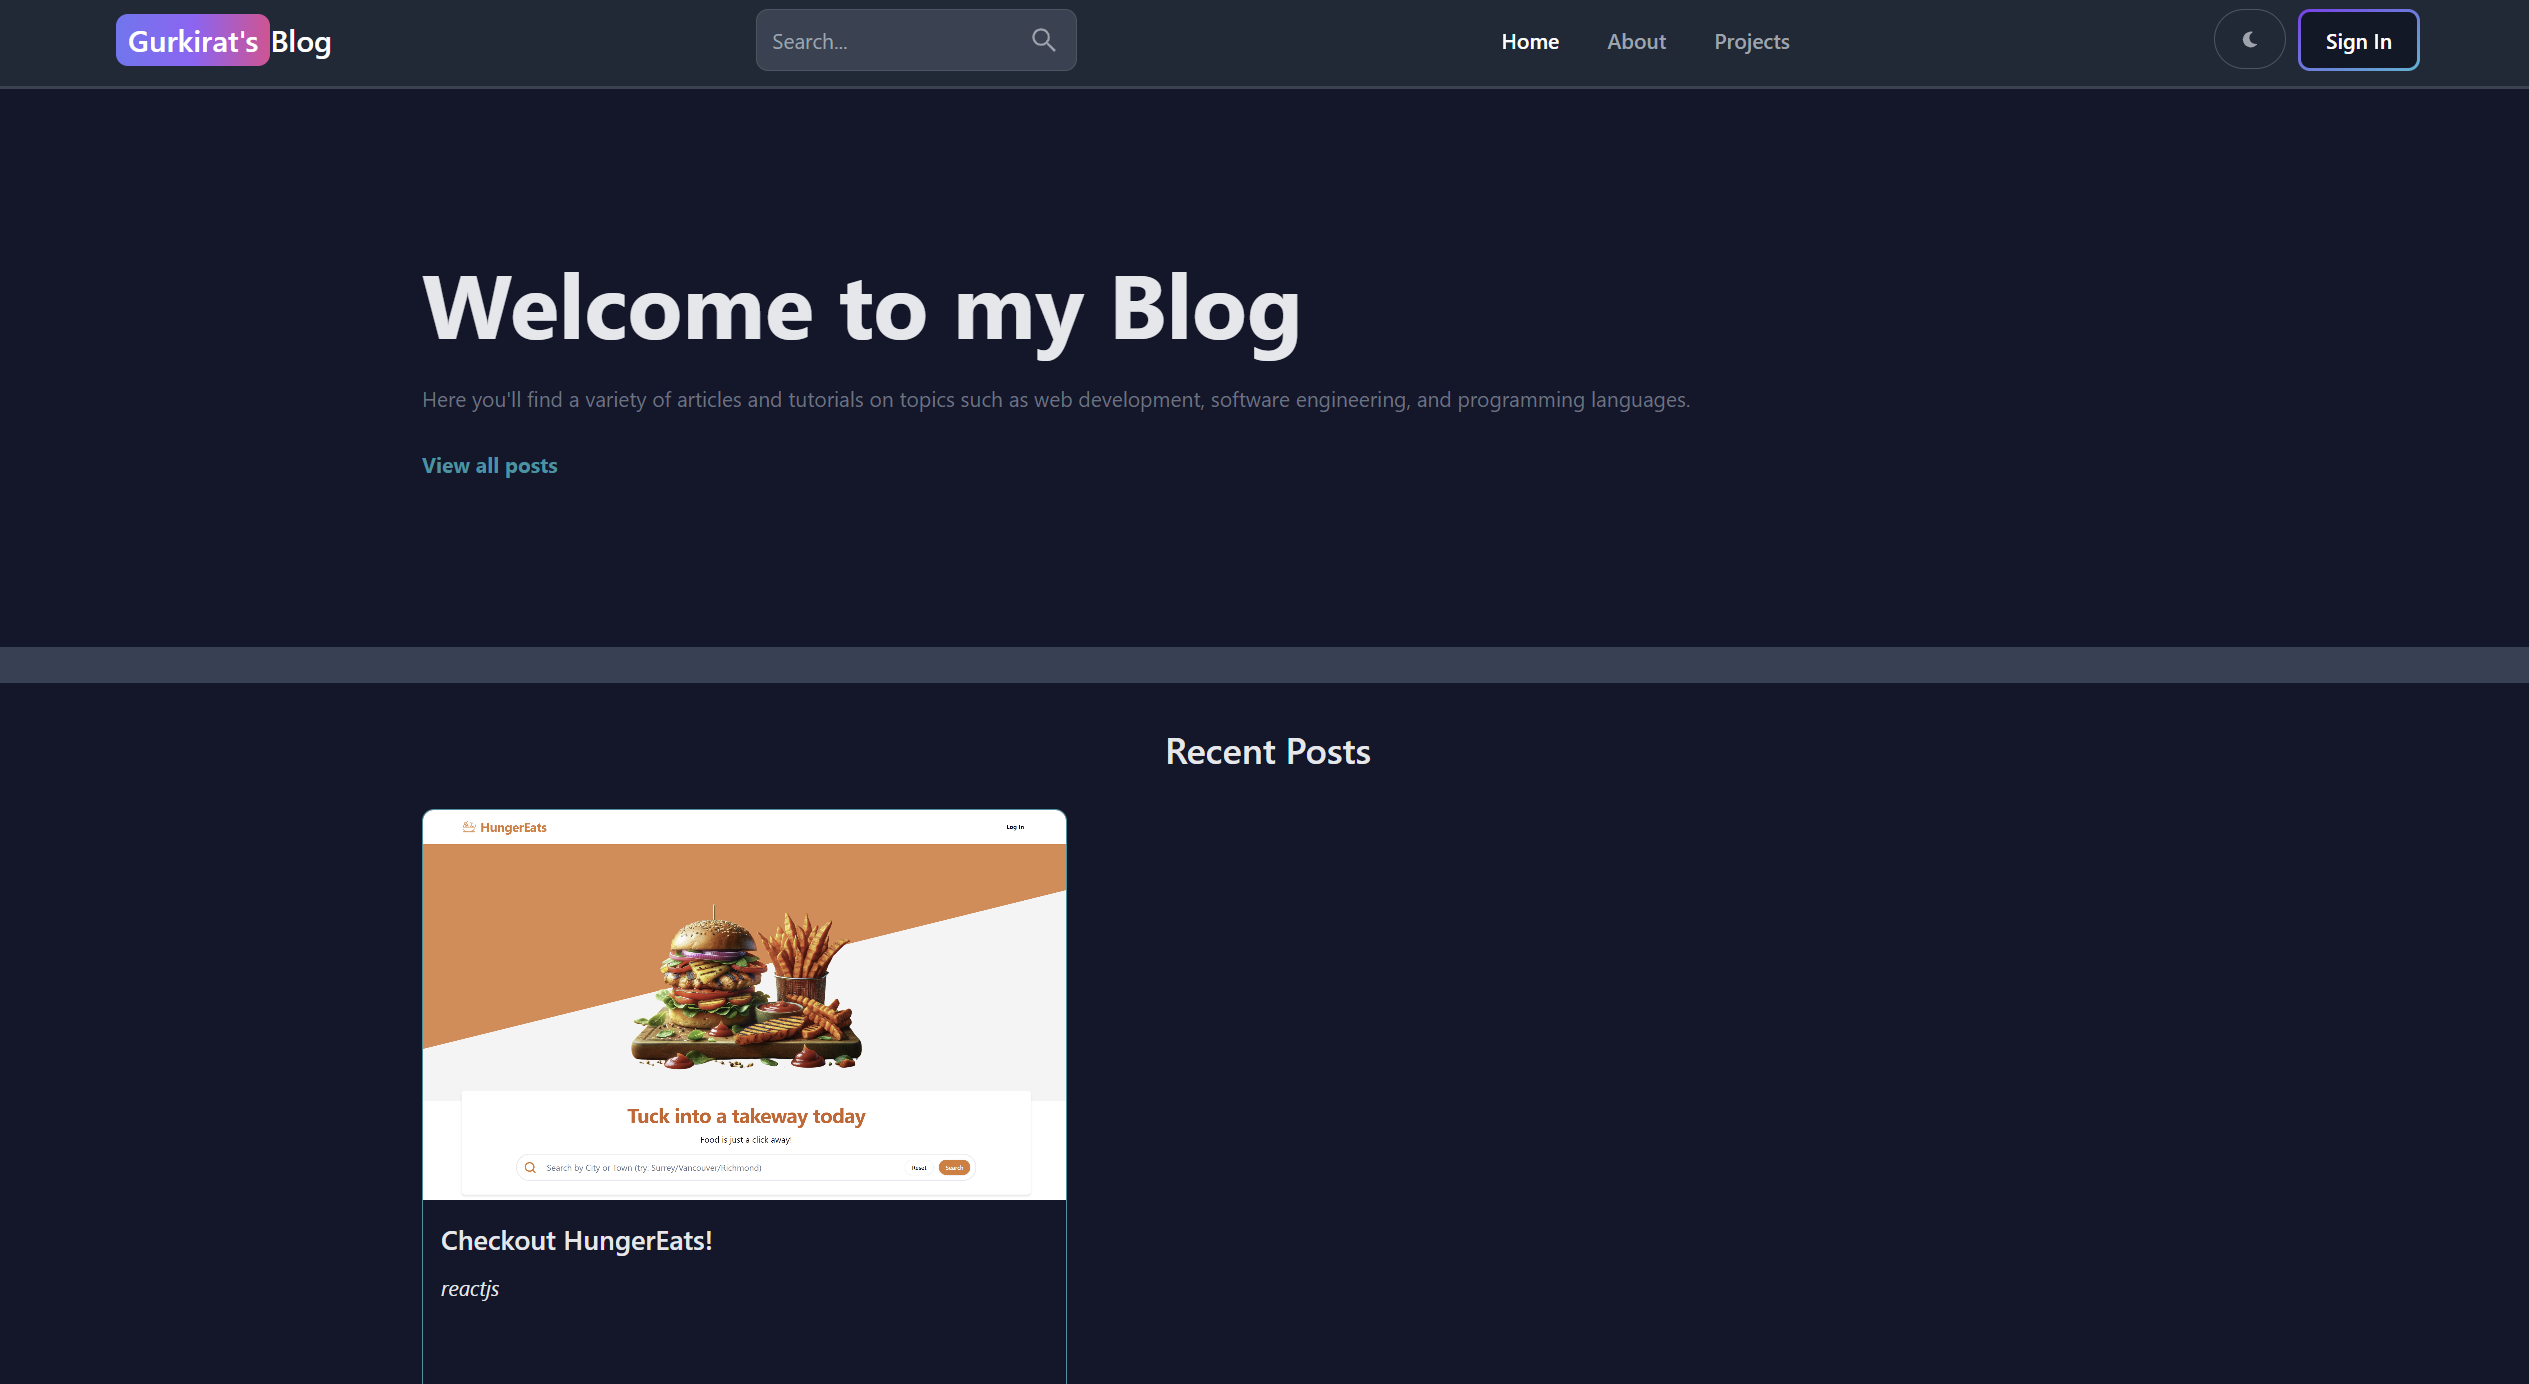 Gurkirat's Blog
Search...
Home
About
Projects
Sign In
Welcome to my Blog
Here you'll find a variety of articles and tutorials on topics such as web development, software engineering, and programming languages.
View all posts
Recent Posts
HungerEats
Log In
Tuck into a takeway today
Food is just a click away!
Search by City or Town (try: Surrey/Vancouver/Richmond)
Reset
Search
Checkout HungerEats!
reactjs